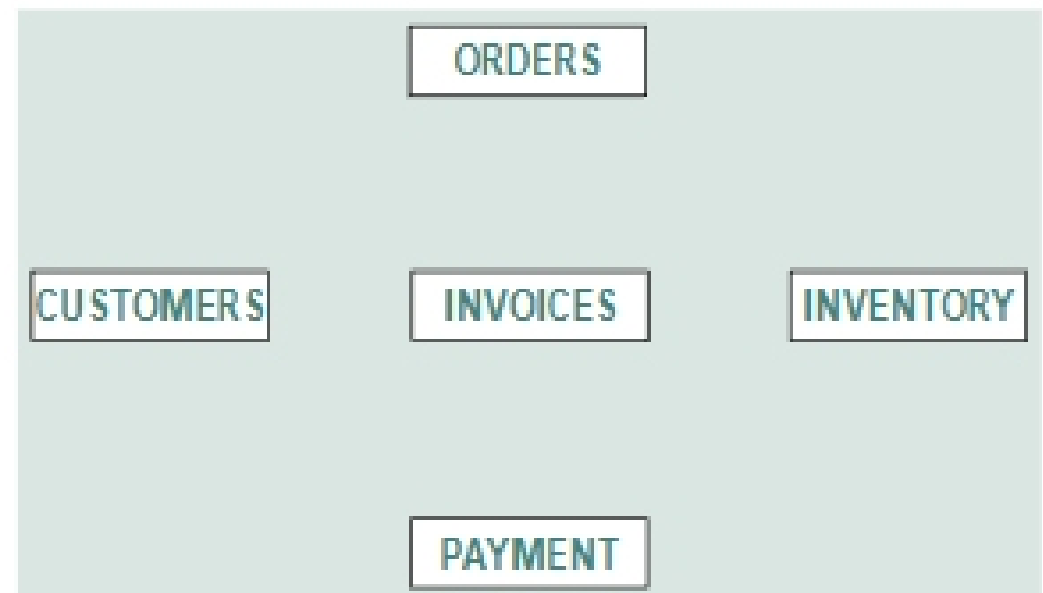 ORDERS
CUSTOMERS
INVOICES
INVENTORY
PAYMENT